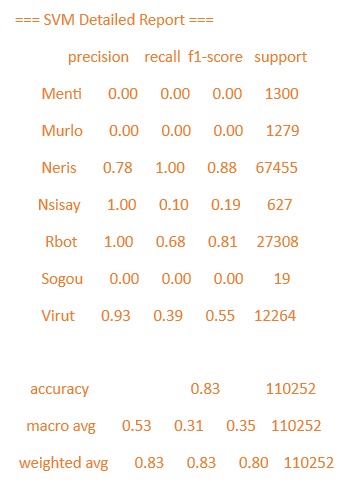 === SVM Detailed Report ===
precision recall f1-score support
Menti 0.00 0.00 0.00 1300
Murlo 0.00 0.00 0.00 1279
Neris 0.78 1.00 0.88 67455
Nsisay 1.00 0.10 0.19 627
Rbot 1.00 0.68 0.81 27308
Sogou 0.00 0.00 0.00 19
Virut 0.93 0.39 0.55 12264
accuracy 0.83 110252
macro avg 0.53 0.31 0.35 110252
weighted avg 0.83 0.83 0.80 110252